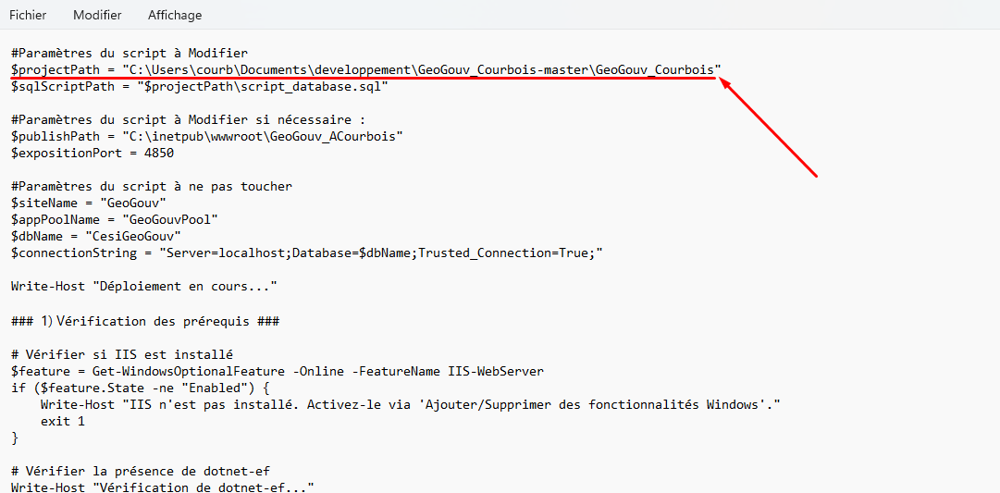 Fichier Modifier Affichage
#Paramètres du script à Modifier
$projectPath = "C:\Users\courb\Documents\developpement\GeoGouv_Courbois-master\GeoGouv_Courbois"
$sqlScriptPath = "$projectPath\script_database.sql"
#Paramètres du script à Modifier si nécessaire :
$publishPath = "C:\inetpub\wwwroot\GeoGouv_ACourbois"
$expositionPort = 4850
#Paramètres du script à ne pas toucher
$siteName = "GeoGouv"
$appPoolName = "GeoGouvPool"
$dbName = "CesiGeoGouv"
$connectionString = "Server=localhost;Database=$dbName;Trusted_Connection=True;"
Write-Host "Déploiement en cours..."
### 1) Vérification des prérequis ###
# Vérifier si IIS est installé
$feature = Get-WindowsOptionalFeature -Online -FeatureName IIS-WebServer
if ($feature.State -ne "Enabled") {
    Write-Host "IIS n'est pas installé. Activez-le via 'Ajouter/Supprimer des fonctionnalités Windows'."
    exit 1
}
# Vérifier la présence de dotnet-ef
Write-Host "Vérification de dotnet-ef..."